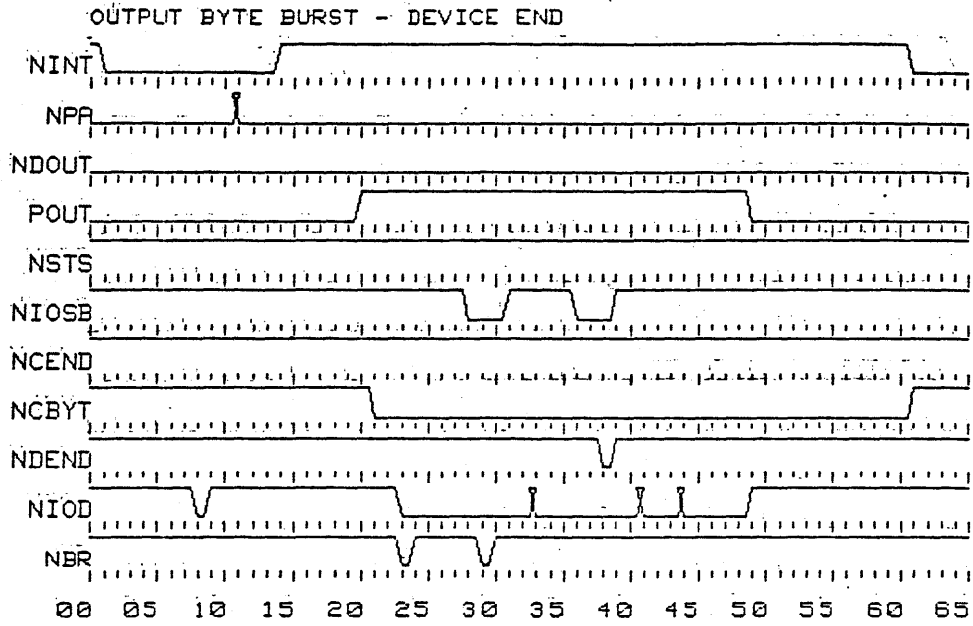 OUTPUT BYTE BURST - DEVICE END
NINT
NPA
NDOUT
POUT
NSTS
NIOSB
NCEND
NCBYT
NDEND
NIOD
NBR
00 05 10 15 20 25 30 35 40 45 50 55 60 65